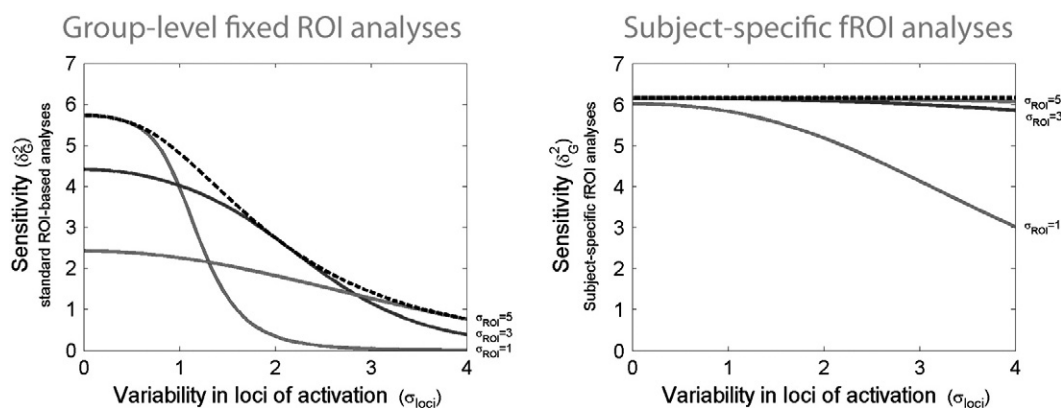 Group-level fixed ROI analyses
Sensitivity (δ²G)
standard ROI-based analyses
7
6
5
4
3
2
1
0
σROI=5
σROI=3
σROI=1
0 1 2 3 4
Variability in loci of activation (σloci)
Subject-specific fROI analyses
Sensitivity (δ²G)
Subject-specific fROI analyses
7
6
5
4
3
2
1
0
σROI=5
σROI=3
σROI=1
0 1 2 3 4
Variability in loci of activation (σloci)